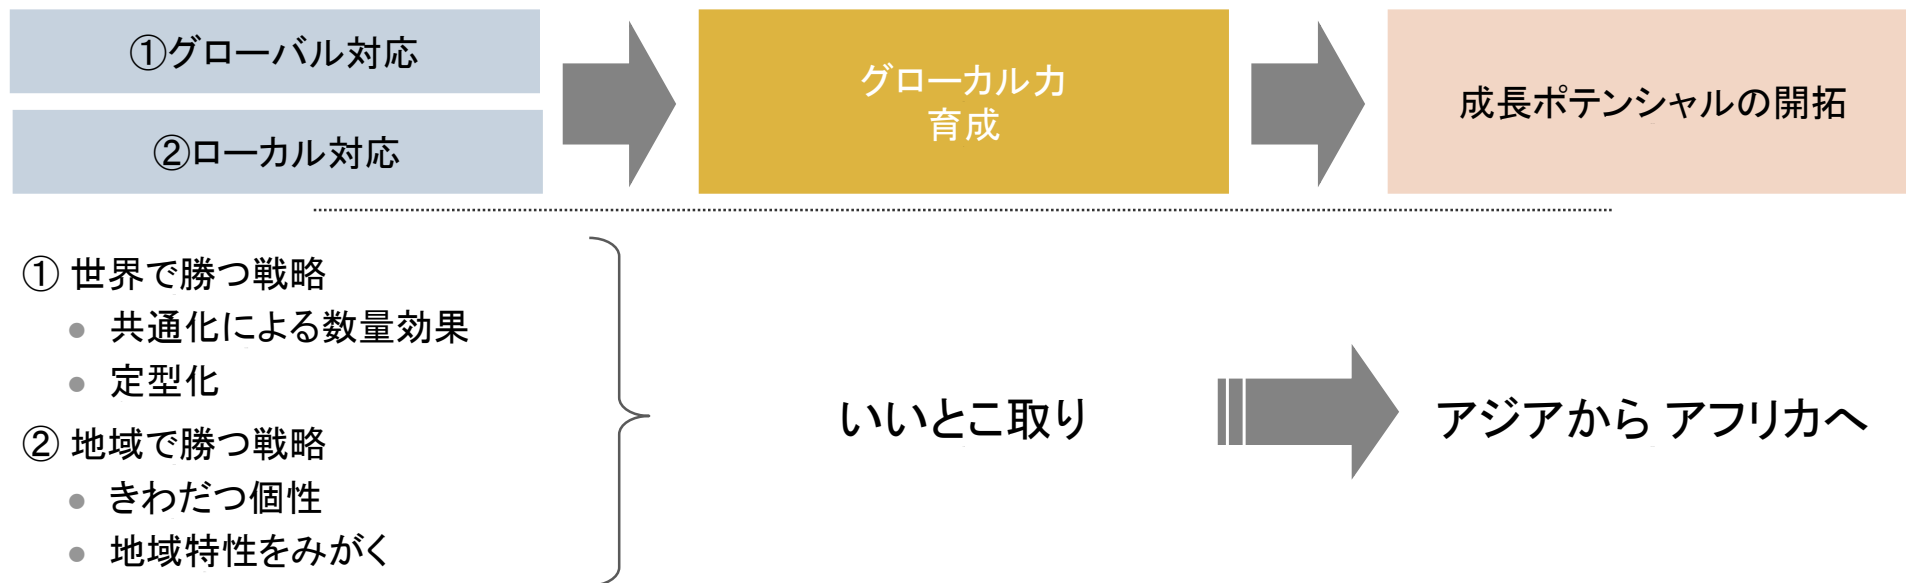 ①グローバル対応
②ローカル対応
グローカル力
育成
成長ポテンシャルの開拓
① 世界で勝つ戦略
● 共通化による数量効果
● 定型化
② 地域で勝つ戦略
● きわだつ個性
● 地域特性をみがく
いいとこ取り
アジアから アフリカへ